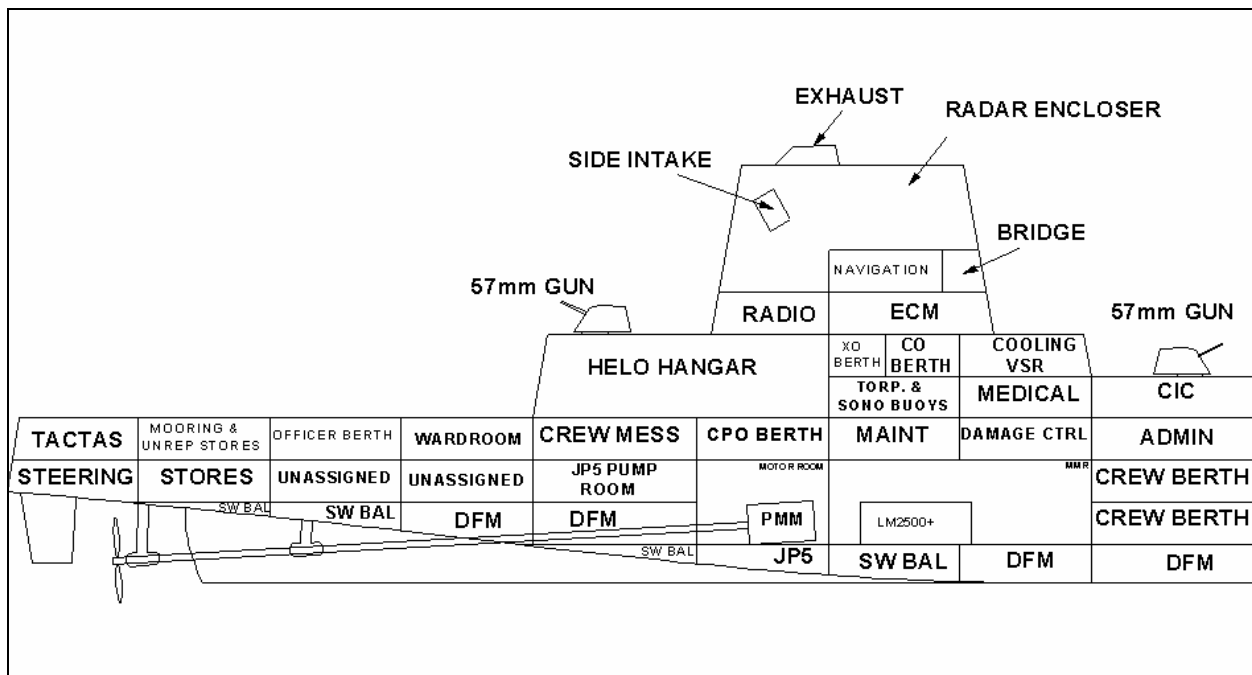 EXHAUST
RADAR ENCLOSER
SIDE INTAKE
BRIDGE
NAVIGATION
57mm GUN
RADIO
ECM
57mm GUN
HELO HANGAR
XO
BERTH
CO
BERTH
COOLING
VSR
TORP. &
SONO BUOYS
MEDICAL
CIC
TACTAS
MOORING &
UNREP STORES
OFFICER BERTH
WARDROOM
CREW MESS
CPO BERTH
MAINT
DAMAGE CTRL
ADMIN
STEERING
STORES
UNASSIGNED
UNASSIGNED
JP5 PUMP
ROOM
MOTOR ROOM
MMR
CREW BERTH
SW BAL
SW BAL
DFM
DFM
PMM
LM2500+
CREW BERTH
SW BAL
JP5
SW BAL
DFM
DFM